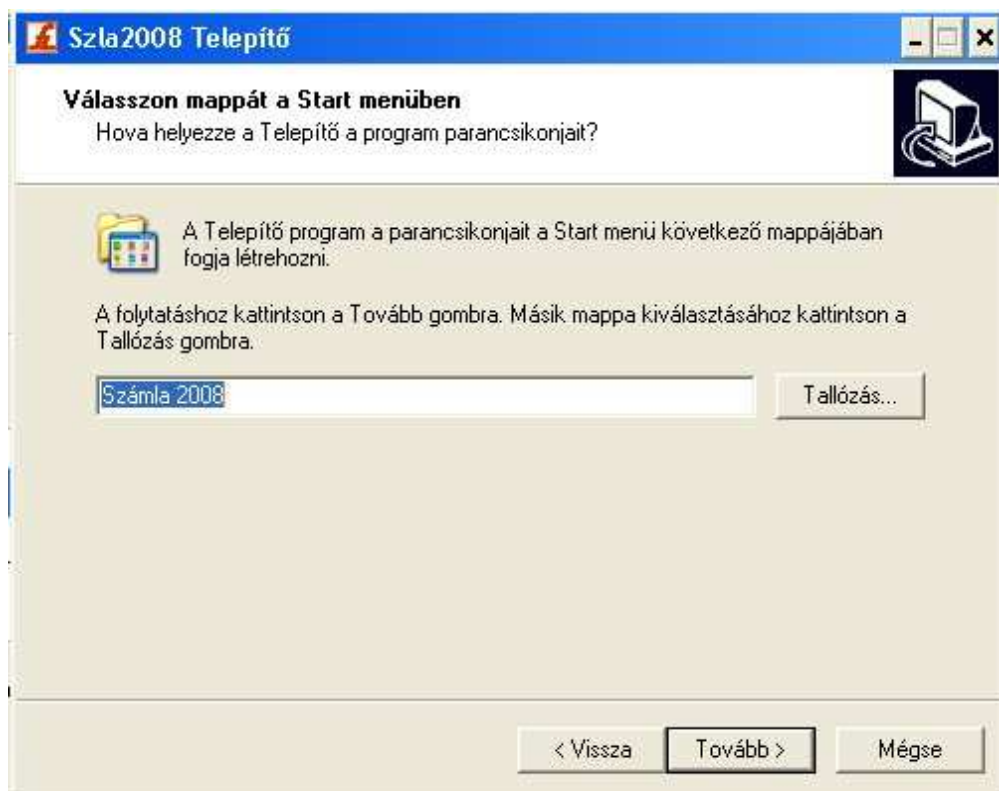 Szla2008 Telepítő
Válasszon mappát a Start menüben
Hova helyezze a Telepítő a program parancsikonjait?
A Telepítő program a parancsikonjait a Start menü következő mappájában
fogja létrehozni.
A folytatáshoz kattintson a Tovább gombra. Másik mappa kiválasztásához kattintson a
Tallózás gombra.
Számla 2008
Tallózás...
< Vissza
Tovább >
Mégse